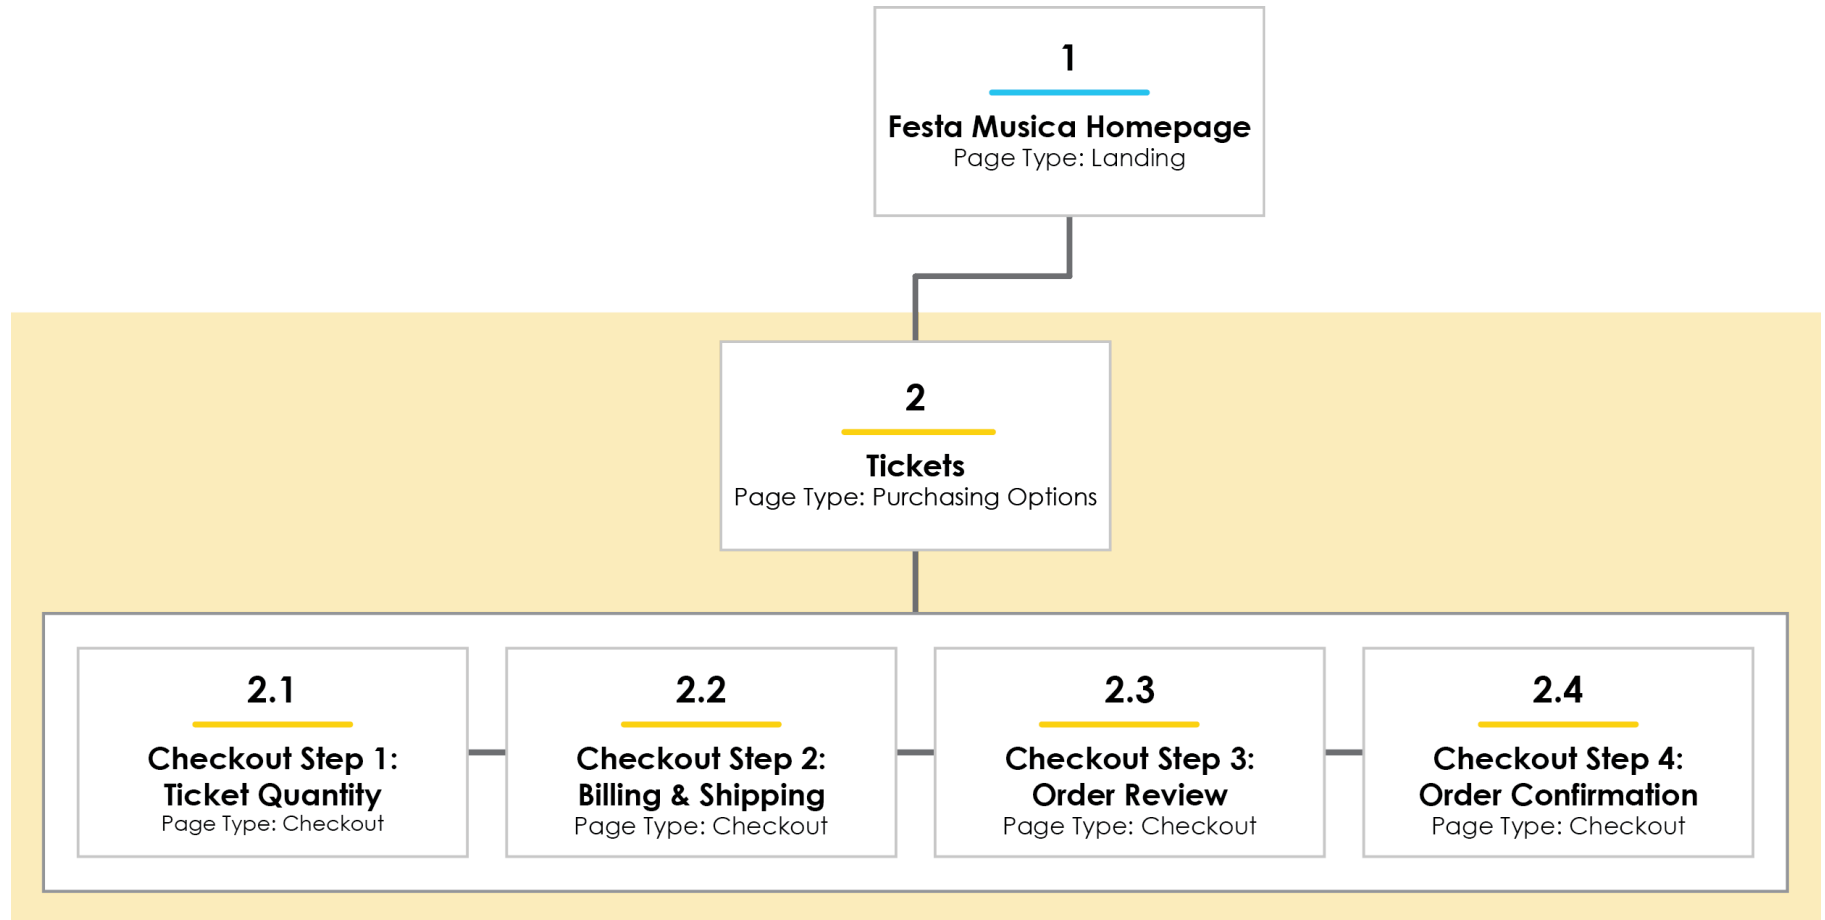 1
Festa Musica Homepage
Page Type: Landing
2
Tickets
Page Type: Purchasing Options
2.1
Checkout Step 1:
Ticket Quantity
Page Type: Checkout
2.2
Checkout Step 2:
Billing & Shipping
Page Type: Checkout
2.3
Checkout Step 3:
Order Review
Page Type: Checkout
2.4
Checkout Step 4:
Order Confirmation
Page Type: Checkout